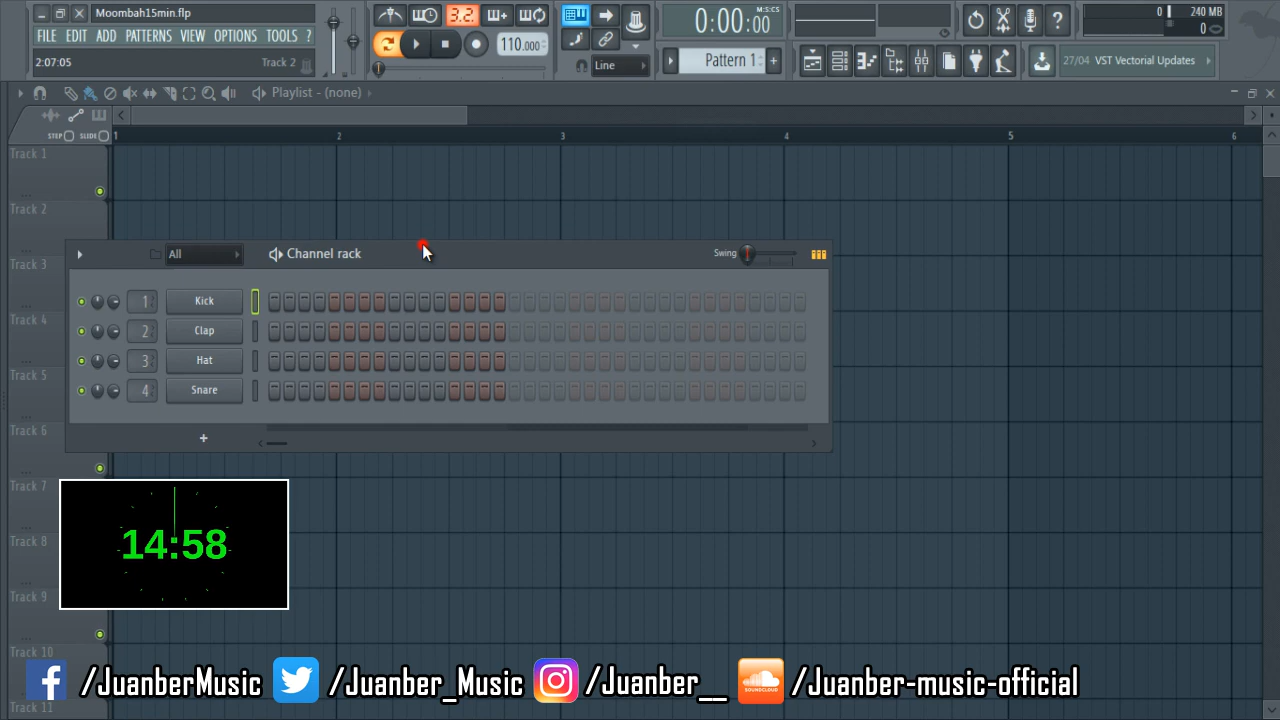 Moombah15min.flp
FILE EDIT ADD PATTERNS VIEW OPTIONS TOOLS ?
2:07:05 Track 2
3.2.
110.000
Line
0:00:00
M:S:CS
Pattern 1
0 240 MB
0
27/04 VST Vectorial Updates
Playlist - (none)
STEP SLIDE
1 2 3 4 5 6
Track 1
Track 2
Track 3
Track 4
Track 5
Track 6
Track 7
Track 8
Track 9
Track 10
Track 11
All Channel rack Swing
1 Kick
2 Clap
3 Hat
4 Snare
+
14:58
/JuanberMusic /Juanber_Music /Juanber__ SOUNDCLOUD /Juanber-music-official